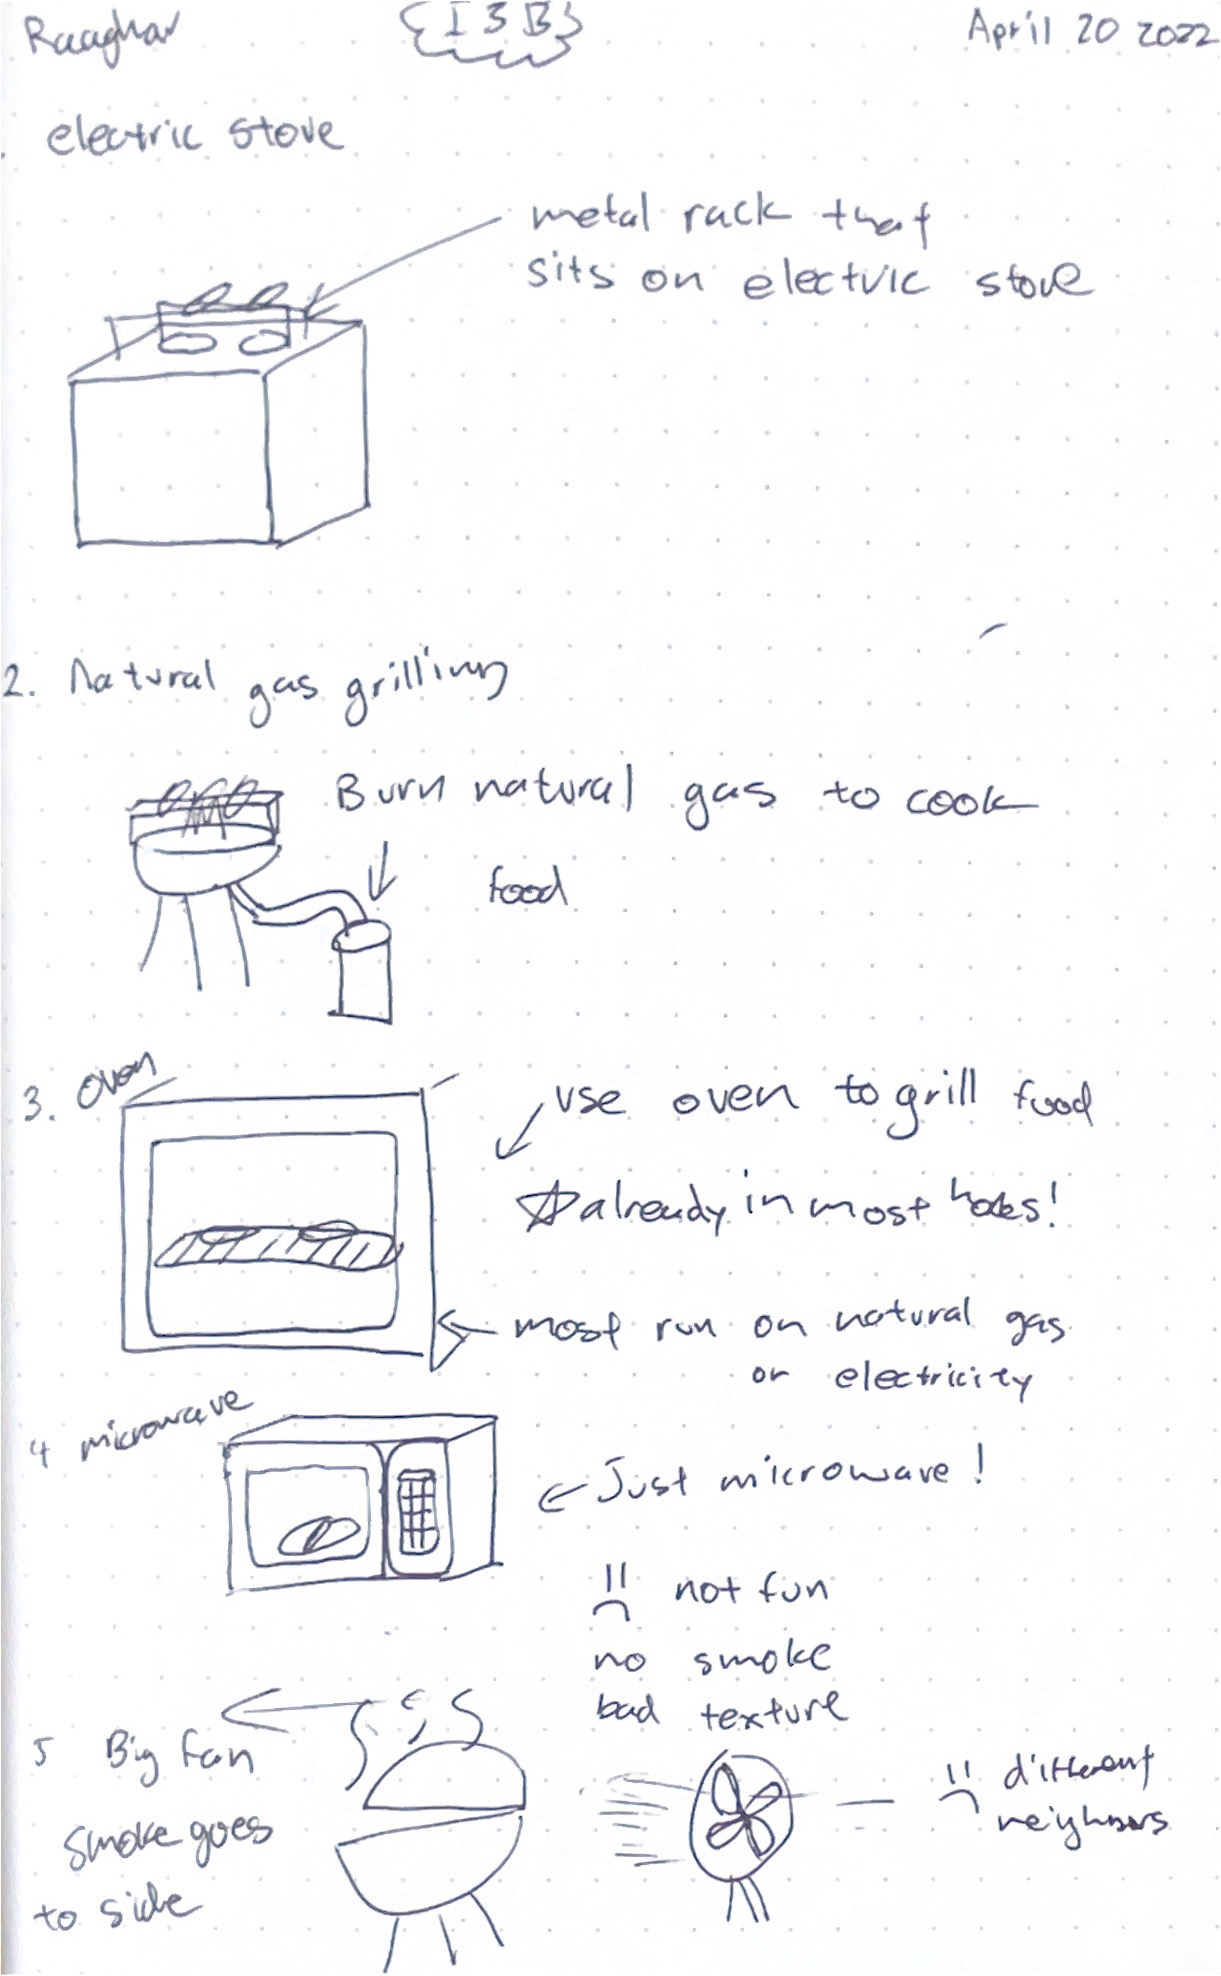 Raaghav
I3B
April 20 2022
electric stove
metal rack that
sits on electric stove
2. Natural gas grilling
Burn natural gas to cook
food
3. oven
use oven to grill food
already in most
most run on natural gas
or electricity
4 microwave
Just microwave!
not fun
no smoke
bad texture
5 Big fan
smoke goes
to side
different
neighbors